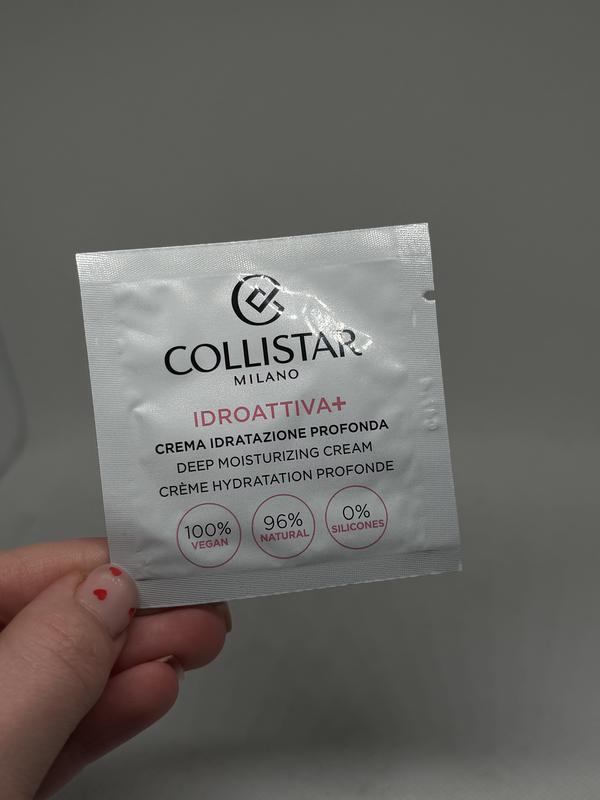 COLLISTAR
MILANO
IDROATTIVA+
CREMA IDRATAZIONE PROFONDA
DEEP MOISTURIZING CREAM
CRÈME HYDRATATION PROFONDE
100%
VEGAN
96%
NATURAL
0%
SILICONES